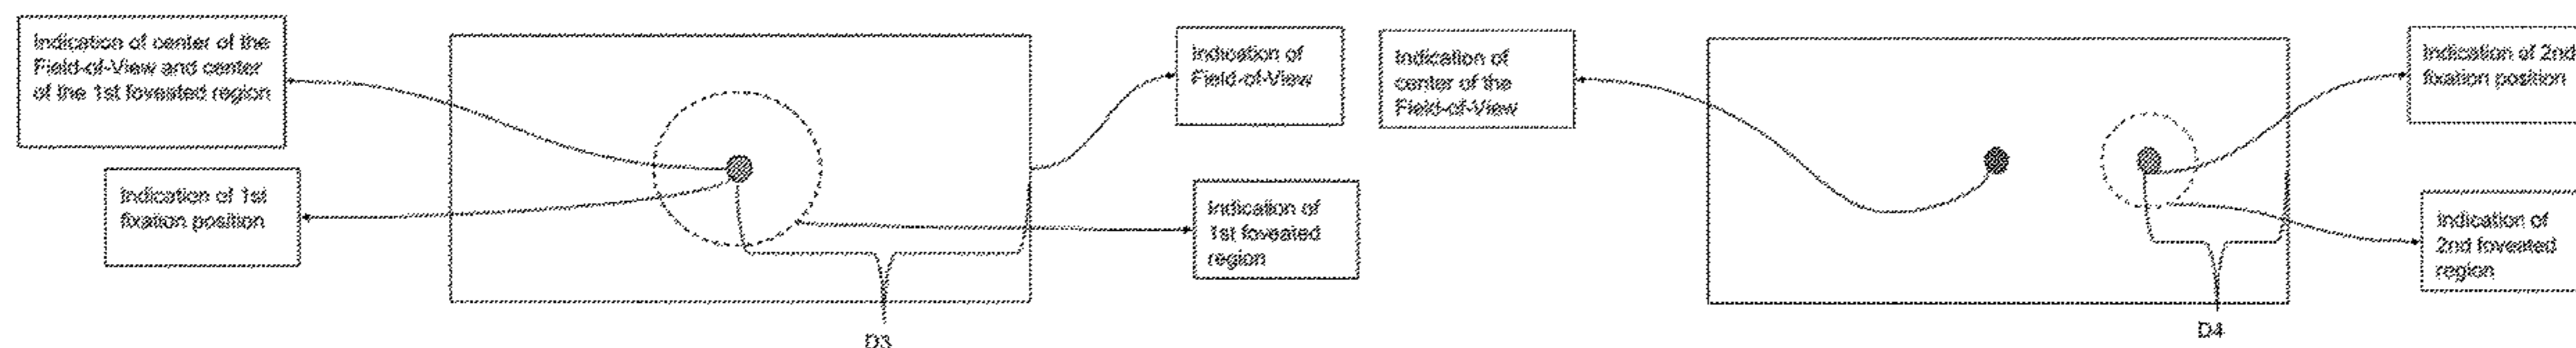 Indication of center of the
Field-of-View and center
of the 1st foveated region
Indication of 1st
fixation position
Indication of
Field-of-View
Indication of
1st foveated
region
D3
Indication of
center of the
Field-of-View
Indication of 2nd
fixation position
Indication of
2nd foveated
region
D4